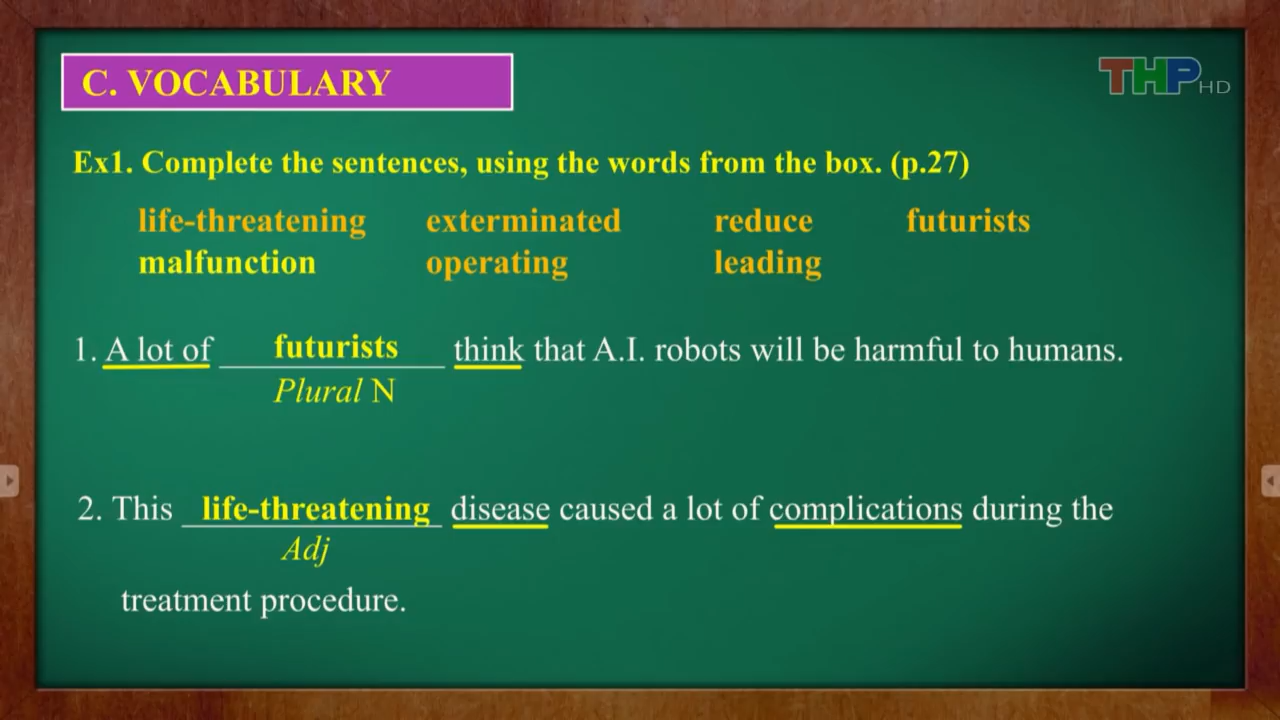 C. VOCABULARY
THP HD
Ex1. Complete the sentences, using the words from the box. (p.27)
life-threatening exterminated reduce futurists
malfunction operating leading
1. A lot of futurists think that A.I. robots will be harmful to humans.
Plural N
2. This life-threatening disease caused a lot of complications during the
Adj
treatment procedure.